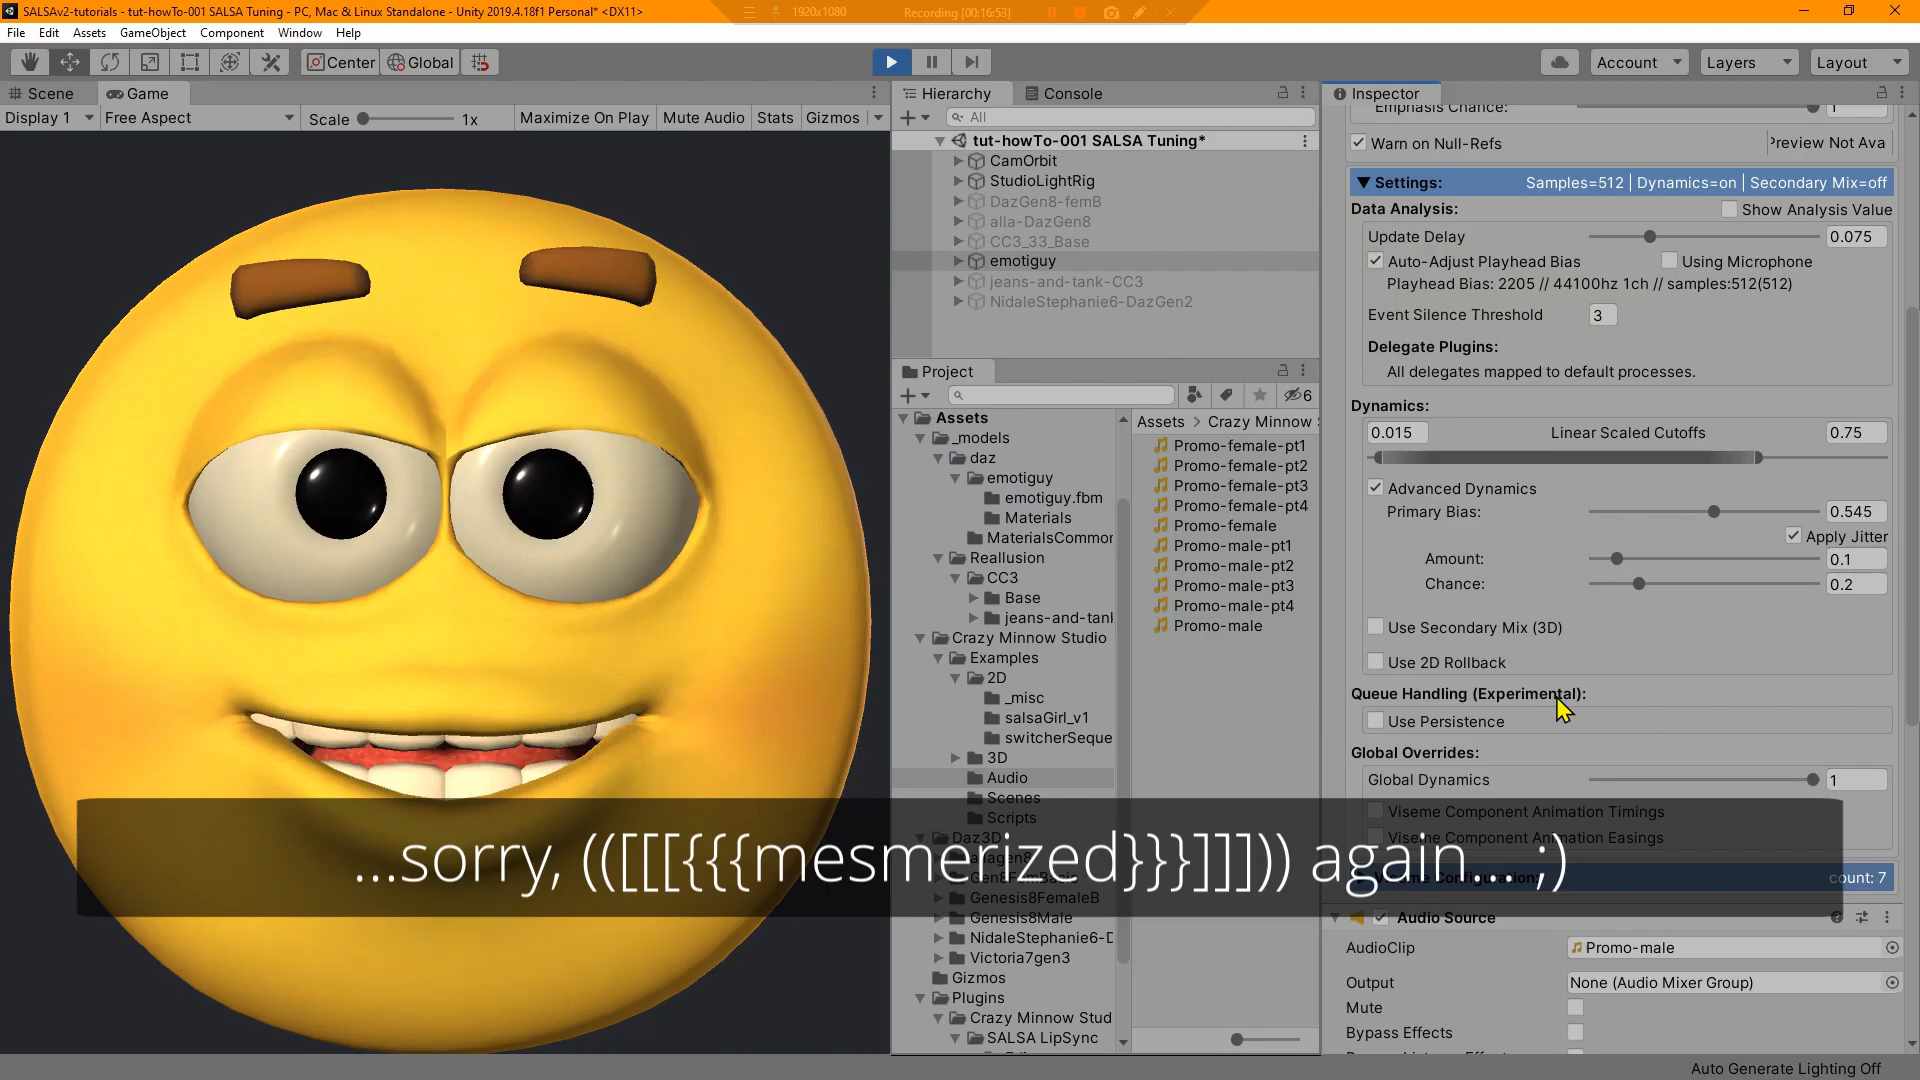 SALSAv2-tutorials - tut-howTo-001 SALSA Tuning - PC, Mac & Linux Standalone - Unity 2019.4.18f1 Personal* <DX11>
1920x1080
Recording [00:16:53]
File Edit Assets GameObject Component Window Help
Center Global
Account Layers Layout
Scene Game
Display 1 Free Aspect Scale 1x Maximize On Play Mute Audio Stats Gizmos
Hierarchy Console
All
tut-howTo-001 SALSA Tuning*
CamOrbit
StudioLightRig
DazGen8-femB
alla-DazGen8
CC3_33_Base
emotiguy
jeans-and-tank-CC3
NidaleStephanie6-DazGen2
Project
6
Assets
_models
daz
emotiguy
emotiguy.fbm
Materials
MaterialsCommor
Reallusion
CC3
Base
jeans-and-tank
Crazy Minnow Studio
Examples
2D
_misc
salsaGirl_v1
switcherSeque
3D
Audio
Scenes
Scripts
Daz3D
Gen8FemBasic
Genesis8FemaleB
Genesis8Male
NidaleStephanie6-D
Victoria7gen3
Gizmos
Plugins
Crazy Minnow Stud
SALSA LipSync
Assets > Crazy Minnow
Promo-female-pt1
Promo-female-pt2
Promo-female-pt3
Promo-female-pt4
Promo-female
Promo-male-pt1
Promo-male-pt2
Promo-male-pt3
Promo-male-pt4
Promo-male
Inspector
Emphasis Chance: 1
Warn on Null-Refs Preview Not Ava
Settings: Samples=512 | Dynamics=on | Secondary Mix=off
Data Analysis: Show Analysis Value
Update Delay 0.075
Auto-Adjust Playhead Bias Using Microphone
Playhead Bias: 2205 // 44100hz 1ch // samples:512(512)
Event Silence Threshold 3
Delegate Plugins:
All delegates mapped to default processes.
Dynamics:
0.015 Linear Scaled Cutoffs 0.75
Advanced Dynamics
Primary Bias: 0.545
Apply Jitter
Amount: 0.1
Chance: 0.2
Use Secondary Mix (3D)
Use 2D Rollback
Queue Handling (Experimental):
Use Persistence
Global Overrides:
Global Dynamics 1
Viseme Component Animation Timings
Viseme Component Animation Easings
Viseme Configuration: count: 7
Audio Source
AudioClip Promo-male
Output None (Audio Mixer Group)
Mute
Bypass Effects
...sorry, (([[[{{{mesmerized}}}]]])) again... ;)
Auto Generate Lighting Off